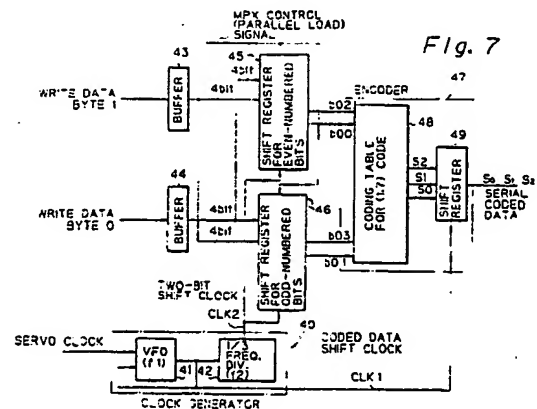 MPX CONTROL
(PARALLEL LOAD)
SIGNAL
Fig. 7
43
45
4bit
ENCODER
47
WRITE DATA
BYTE 1
BUFFER
4bit
SHIFT REGISTER
FOR
EVEN-NUMBERED
BITS
b02
b00
48
49
CODING TABLE
FOR (1.7) CODE
S2
S1
S0
SHIFT
REGISTER
S0 S1 S2
SERIAL
CODED
DATA
44
WRITE DATA
BYTE 0
BUFFER
4bit
4bit
46
SHIFT REGISTER
FOR
ODD-NUMBERED
BITS
b03
b01
TWO-BIT
SHIFT CLOCK
CLK2
40
CODED DATA
SHIFT CLOCK
SERVO CLOCK
VFO
(f1)
41
42
1/3
FREQ.
DIV.
(f2)
CLK1
CLOCK GENERATOR